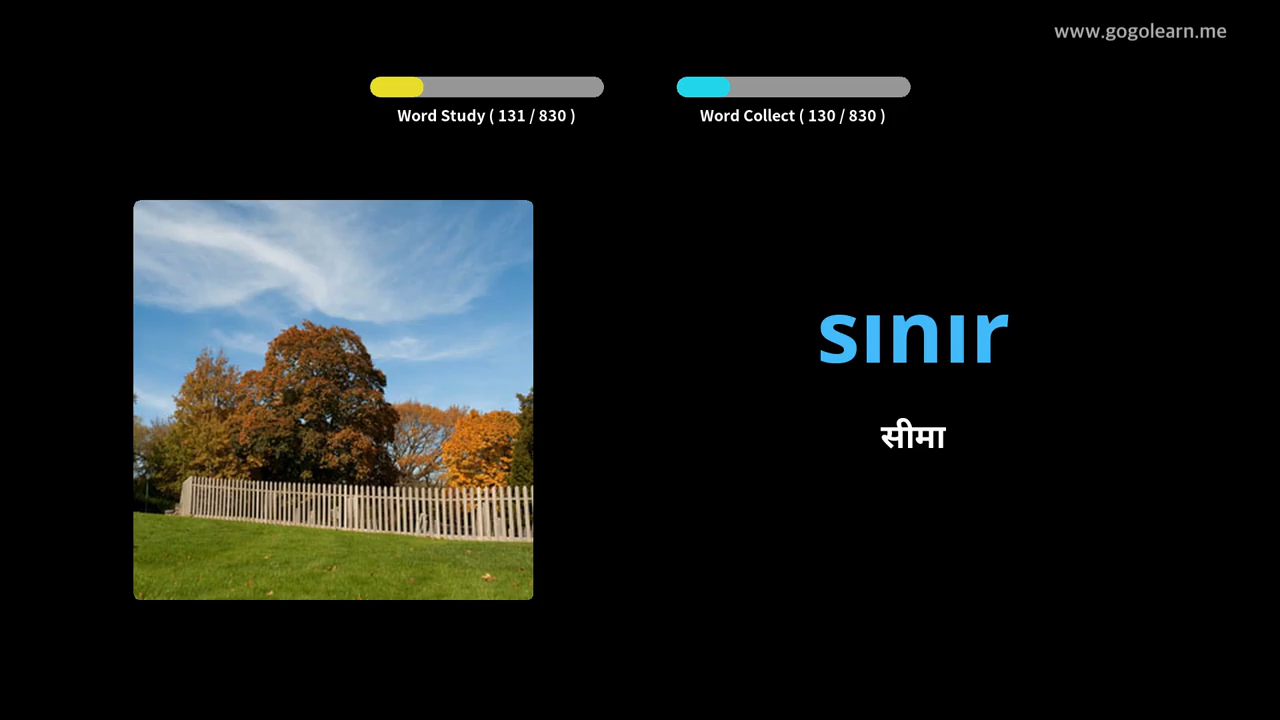 www.gogolearn.me
Word Study ( 131 / 830 )
Word Collect ( 130 / 830 )
sınır
सीमा